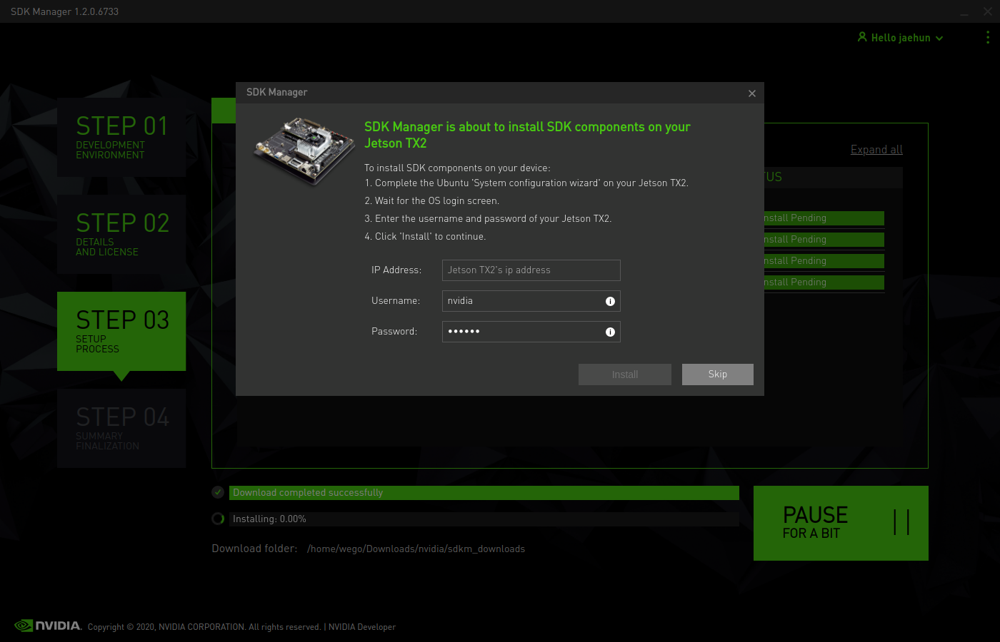 SDK Manager 1.2.0.6733
Hello jaehun
STEP 01
DEVELOPMENT
ENVIRONMENT
STEP 02
DETAILS
AND LICENSE
STEP 03
SETUP
PROCESS
STEP 04
SUMMARY
FINALIZATION
SDK Manager
SDK Manager is about to install SDK components on your
Jetson TX2
To install SDK components on your device:
1. Complete the Ubuntu 'System configuration wizard' on your Jetson TX2.
2. Wait for the OS login screen.
3. Enter the username and password of your Jetson TX2.
4. Click 'Install' to continue.
IP Address: Jetson TX2's ip address
Username: nvidia
Password: ••••••
Install Skip
Expand all
TUS
nstall Pending
nstall Pending
nstall Pending
nstall Pending
Download completed successfully
Installing: 0.00%
Download folder: /home/wego/Downloads/nvidia/sdkm_downloads
PAUSE
FOR A BIT
NVIDIA. Copyright © 2020, NVIDIA CORPORATION. All rights reserved. | NVIDIA Developer